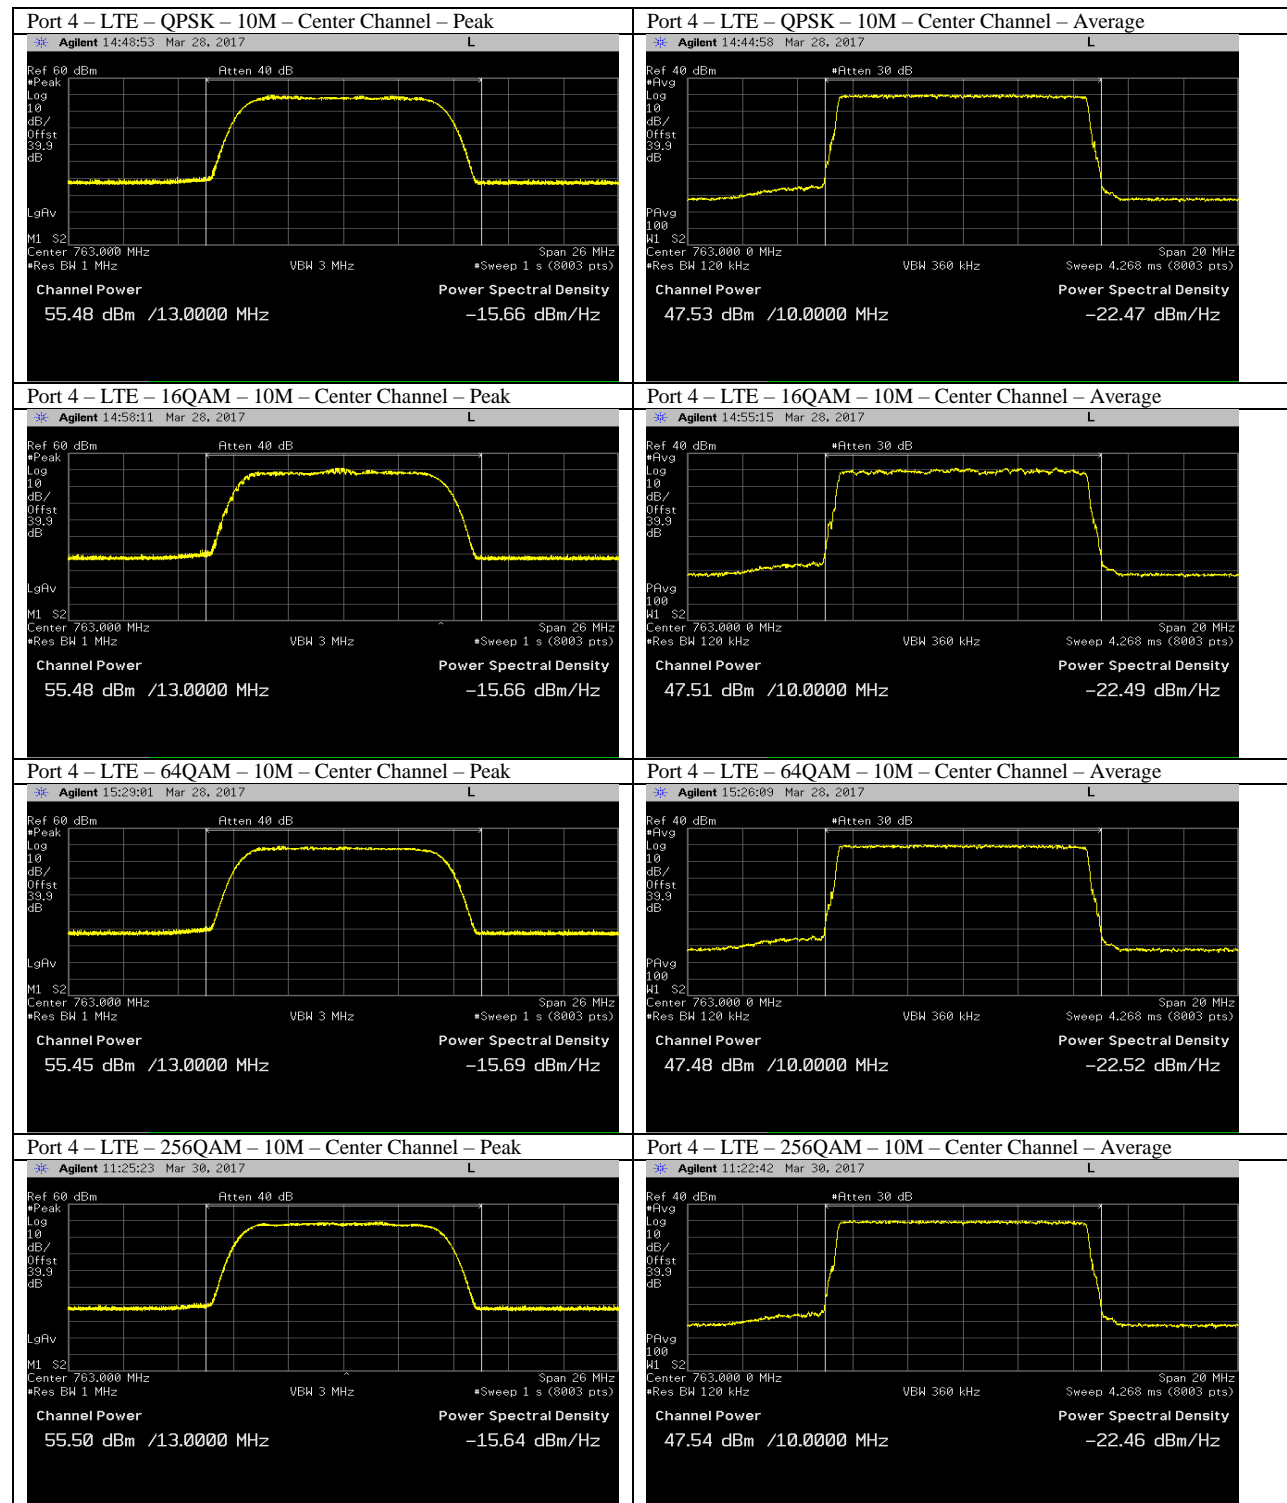 Port 4 – LTE – QPSK – 10M – Center Channel – Peak
Agilent 14:48:53 Mar 28, 2017 L
Ref 60 dBm Atten 40 dB
#Peak
Log
10
dB/
Offst
39.9
dB
LgAv
M1 S2
Center 763.000 MHz Span 26 MHz
#Res BW 1 MHz VBW 3 MHz #Sweep 1 s (8003 pts)
Channel Power Power Spectral Density
55.48 dBm /13.0000 MHz -15.66 dBm/Hz
Port 4 – LTE – QPSK – 10M – Center Channel – Average
Agilent 14:44:58 Mar 28, 2017 L
Ref 40 dBm #Atten 30 dB
#Avg
Log
10
dB/
Offst
39.9
dB
PAvg
100
W1 S2
Center 763.000 0 MHz Span 20 MHz
#Res BW 120 kHz VBW 360 kHz Sweep 4.268 ms (8003 pts)
Channel Power Power Spectral Density
47.53 dBm /10.0000 MHz -22.47 dBm/Hz
Port 4 – LTE – 16QAM – 10M – Center Channel – Peak
Agilent 14:58:11 Mar 28, 2017 L
Ref 60 dBm Atten 40 dB
#Peak
Log
10
dB/
Offst
39.9
dB
LgAv
M1 S2
Center 763.000 MHz Span 26 MHz
#Res BW 1 MHz VBW 3 MHz #Sweep 1 s (8003 pts)
Channel Power Power Spectral Density
55.48 dBm /13.0000 MHz -15.66 dBm/Hz
Port 4 – LTE – 16QAM – 10M – Center Channel – Average
Agilent 14:55:15 Mar 28, 2017 L
Ref 40 dBm #Atten 30 dB
#Avg
Log
10
dB/
Offst
39.9
dB
PAvg
100
W1 S2
Center 763.000 0 MHz Span 20 MHz
#Res BW 120 kHz VBW 360 kHz Sweep 4.268 ms (8003 pts)
Channel Power Power Spectral Density
47.51 dBm /10.0000 MHz -22.49 dBm/Hz
Port 4 – LTE – 64QAM – 10M – Center Channel – Peak
Agilent 15:29:01 Mar 28, 2017 L
Ref 60 dBm Atten 40 dB
#Peak
Log
10
dB/
Offst
39.9
dB
LgAv
M1 S2
Center 763.000 MHz Span 26 MHz
#Res BW 1 MHz VBW 3 MHz #Sweep 1 s (8003 pts)
Channel Power Power Spectral Density
55.45 dBm /13.0000 MHz -15.69 dBm/Hz
Port 4 – LTE – 64QAM – 10M – Center Channel – Average
Agilent 15:26:09 Mar 28, 2017 L
Ref 40 dBm #Atten 30 dB
#Avg
Log
10
dB/
Offst
39.9
dB
PAvg
100
W1 S2
Center 763.000 0 MHz Span 20 MHz
#Res BW 120 kHz VBW 360 kHz Sweep 4.268 ms (8003 pts)
Channel Power Power Spectral Density
47.48 dBm /10.0000 MHz -22.52 dBm/Hz
Port 4 – LTE – 256QAM – 10M – Center Channel – Peak
Agilent 11:25:23 Mar 30, 2017 L
Ref 60 dBm Atten 40 dB
#Peak
Log
10
dB/
Offst
39.9
dB
LgAv
M1 S2
Center 763.000 MHz Span 26 MHz
#Res BW 1 MHz VBW 3 MHz #Sweep 1 s (8003 pts)
Channel Power Power Spectral Density
55.50 dBm /13.0000 MHz -15.64 dBm/Hz
Port 4 – LTE – 256QAM – 10M – Center Channel – Average
Agilent 11:22:42 Mar 30, 2017 L
Ref 40 dBm #Atten 30 dB
#Avg
Log
10
dB/
Offst
39.9
dB
PAvg
100
W1 S2
Center 763.000 0 MHz Span 20 MHz
#Res BW 120 kHz VBW 360 kHz Sweep 4.268 ms (8003 pts)
Channel Power Power Spectral Density
47.54 dBm /10.0000 MHz -22.46 dBm/Hz